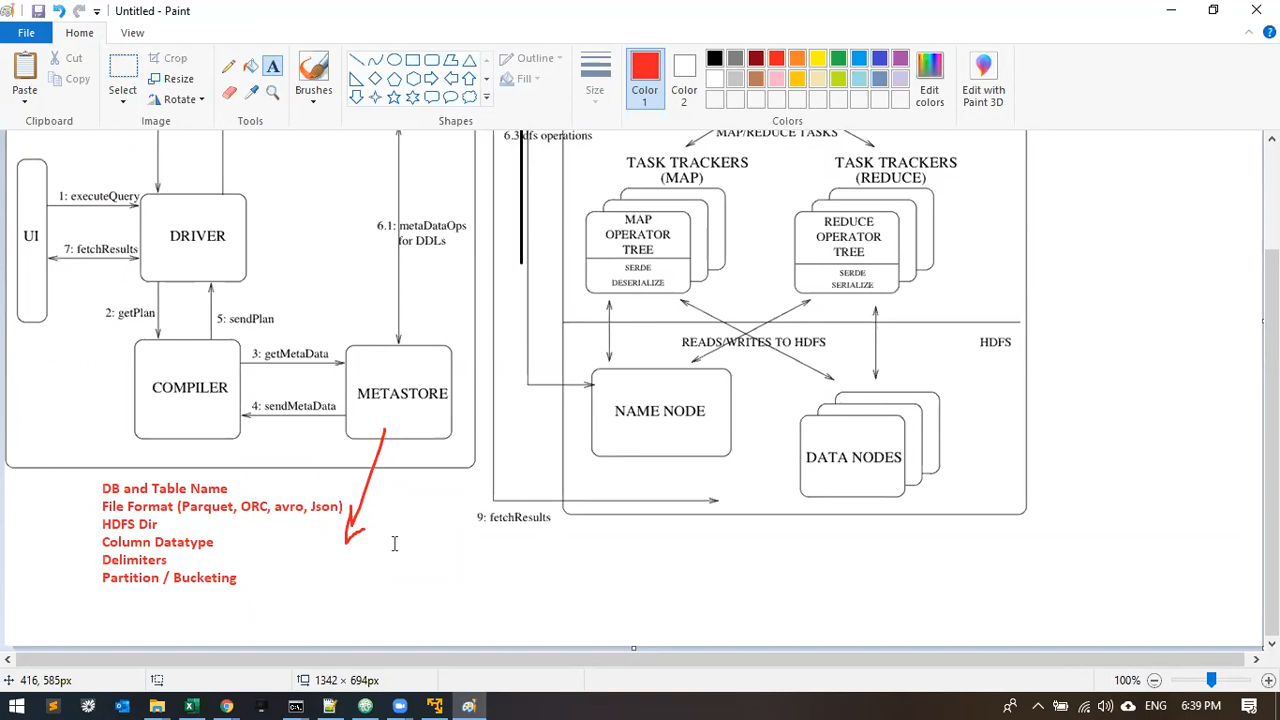 Untitled - Paint
File
Home
View
Paste
Cut
Copy
Clipboard
Select
Crop
Resize
Rotate
Image
A
Tools
Brushes
Shapes
Outline
Fill
Size
Color
1
Color
2
Edit
colors
Edit with
Paint 3D
Colors
6.3 dfs operations
MAP/REDUCE TASKS
TASK TRACKERS
(MAP)
TASK TRACKERS
(REDUCE)
1: executeQuery
UI
DRIVER
7: fetchResults
6.1: metaDataOps
for DDLs
MAP
OPERATOR
TREE
SERDE
DESERIALIZE
REDUCE
OPERATOR
TREE
SERDE
SERIALIZE
2: getPlan
5: sendPlan
READS/WRITES TO HDFS
HDFS
3: getMetaData
COMPILER
METASTORE
4: sendMetaData
NAME NODE
DATA NODES
DB and Table Name
File Format (Parquet, ORC, avro, Json)
HDFS Dir
Column Datatype
Delimiters
Partition / Bucketing
9: fetchResults
416, 585px
1342 × 694px
100%
ENG
6:39 PM